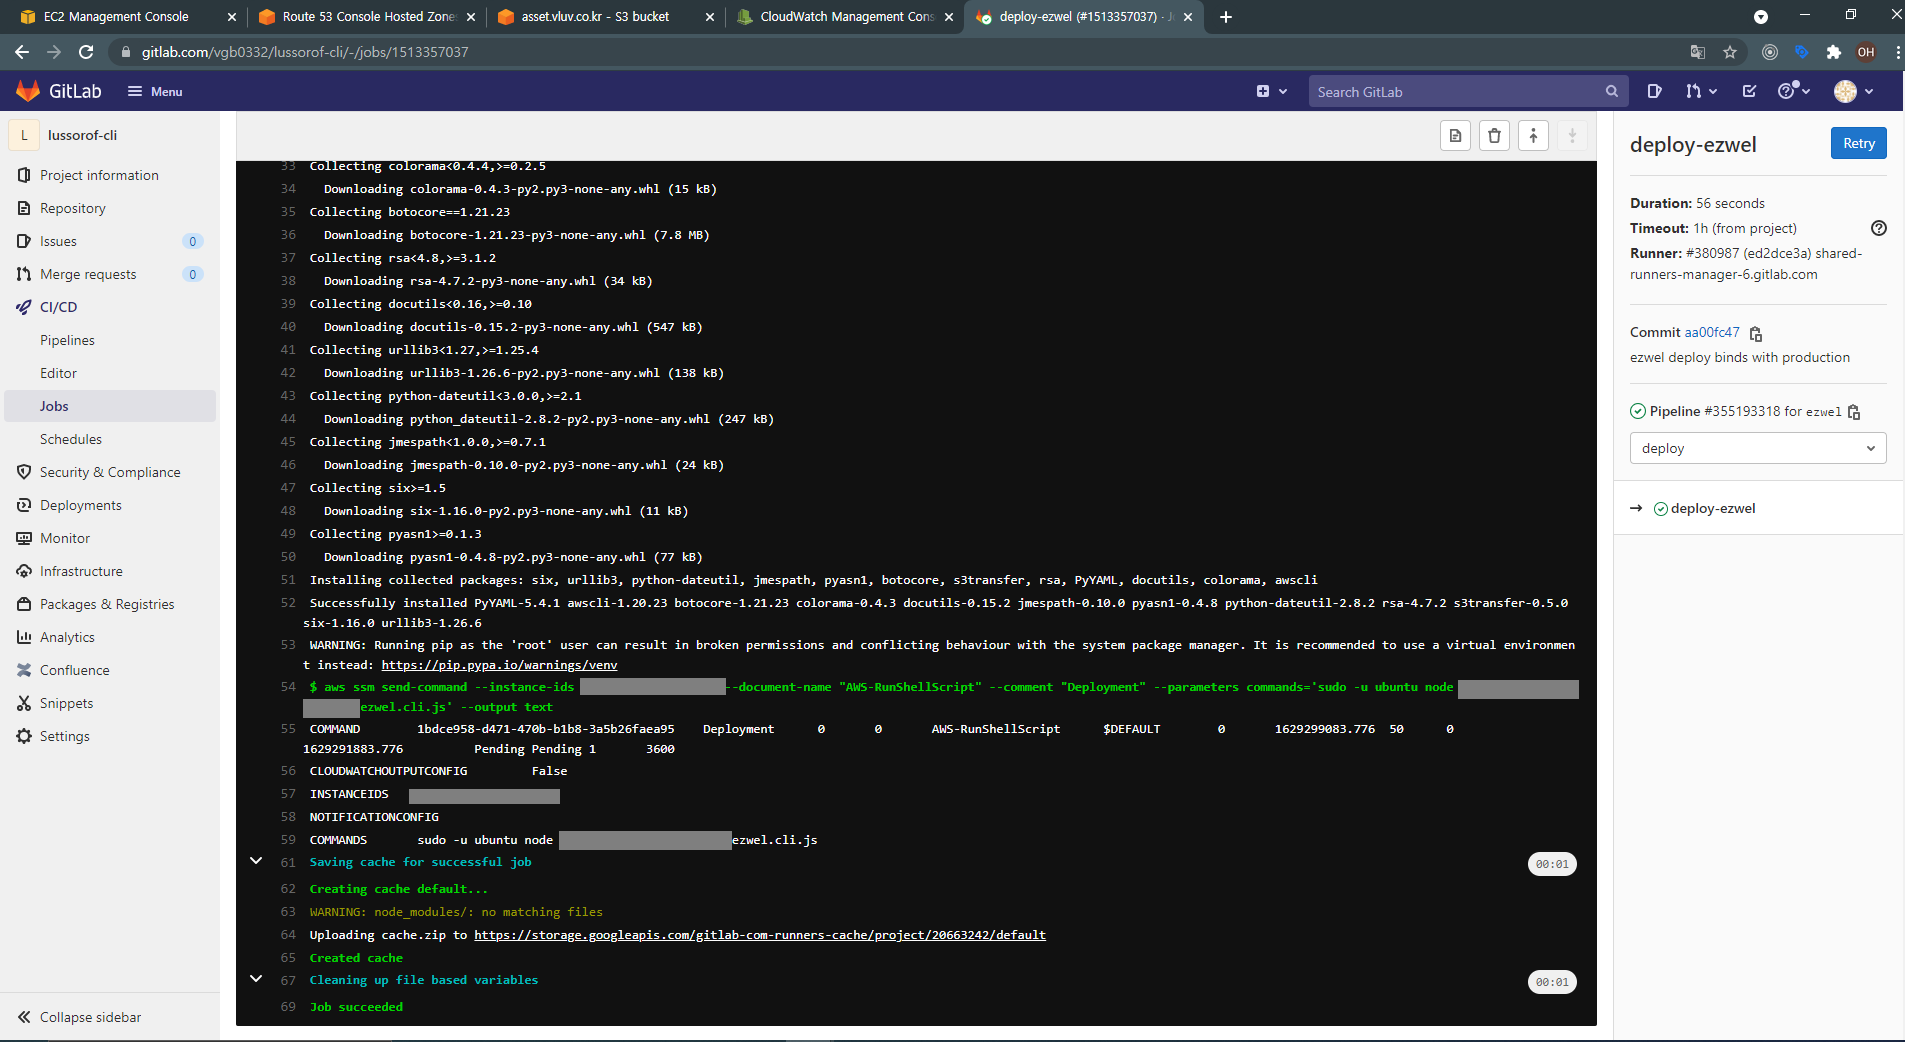 EC2 Management Console
Route 53 Console Hosted Zone
asset.vluv.co.kr - S3 bucket
CloudWatch Management Cons
deploy-ezwel (#1513357037) · J
gitlab.com/vgb0332/lussorof-cli/-/jobs/1513357037
OH
GitLab
Menu
Search GitLab
L
lussorof-cli
Project information
Repository
Issues
0
Merge requests
0
CI/CD
Pipelines
Editor
Jobs
Schedules
Security & Compliance
Deployments
Monitor
Infrastructure
Packages & Registries
Analytics
Confluence
Snippets
Settings
Collapse sidebar
33 Collecting colorama<0.4.4,>=0.2.5
34 Downloading colorama-0.4.3-py2.py3-none-any.whl (15 kB)
35 Collecting botocore==1.21.23
36 Downloading botocore-1.21.23-py3-none-any.whl (7.8 MB)
37 Collecting rsa<4.8,>=3.1.2
38 Downloading rsa-4.7.2-py3-none-any.whl (34 kB)
39 Collecting docutils<0.16,>=0.10
40 Downloading docutils-0.15.2-py3-none-any.whl (547 kB)
41 Collecting urllib3<1.27,>=1.25.4
42 Downloading urllib3-1.26.6-py2.py3-none-any.whl (138 kB)
43 Collecting python-dateutil<3.0.0,>=2.1
44 Downloading python_dateutil-2.8.2-py2.py3-none-any.whl (247 kB)
45 Collecting jmespath<1.0.0,>=0.7.1
46 Downloading jmespath-0.10.0-py2.py3-none-any.whl (24 kB)
47 Collecting six>=1.5
48 Downloading six-1.16.0-py2.py3-none-any.whl (11 kB)
49 Collecting pyasn1>=0.1.3
50 Downloading pyasn1-0.4.8-py2.py3-none-any.whl (77 kB)
51 Installing collected packages: six, urllib3, python-dateutil, jmespath, pyasn1, botocore, s3transfer, rsa, PyYAML, docutils, colorama, awscli
52 Successfully installed PyYAML-5.4.1 awscli-1.20.23 botocore-1.21.23 colorama-0.4.3 docutils-0.15.2 jmespath-0.10.0 pyasn1-0.4.8 python-dateutil-2.8.2 rsa-4.7.2 s3transfer-0.5.0
six-1.16.0 urllib3-1.26.6
53 WARNING: Running pip as the 'root' user can result in broken permissions and conflicting behaviour with the system package manager. It is recommended to use a virtual environmen
t instead: https://pip.pypa.io/warnings/venv
54 $ aws ssm send-command --instance-ids --document-name "AWS-RunShellScript" --comment "Deployment" --parameters commands='sudo -u ubuntu node
ezwel.cli.js' --output text
55 COMMAND 1bdce958-d471-470b-b1b8-3a5b26faea95 Deployment 0 0 AWS-RunShellScript $DEFAULT 0 1629299083.776 50 0
1629291883.776 Pending Pending 1 3600
56 CLOUDWATCHOUTPUTCONFIG False
57 INSTANCEIDS
58 NOTIFICATIONCONFIG
59 COMMANDS sudo -u ubuntu node ezwel.cli.js
61 Saving cache for successful job 00:01
62 Creating cache default...
63 WARNING: node_modules/: no matching files
64 Uploading cache.zip to https://storage.googleapis.com/gitlab-com-runners-cache/project/20663242/default
65 Created cache
67 Cleaning up file based variables 00:01
69 Job succeeded
deploy-ezwel
Retry
Duration: 56 seconds
Timeout: 1h (from project)
Runner: #380987 (ed2dce3a) shared-
runners-manager-6.gitlab.com
Commit aa00fc47
ezwel deploy binds with production
Pipeline #355193318 for ezwel
deploy
→ deploy-ezwel